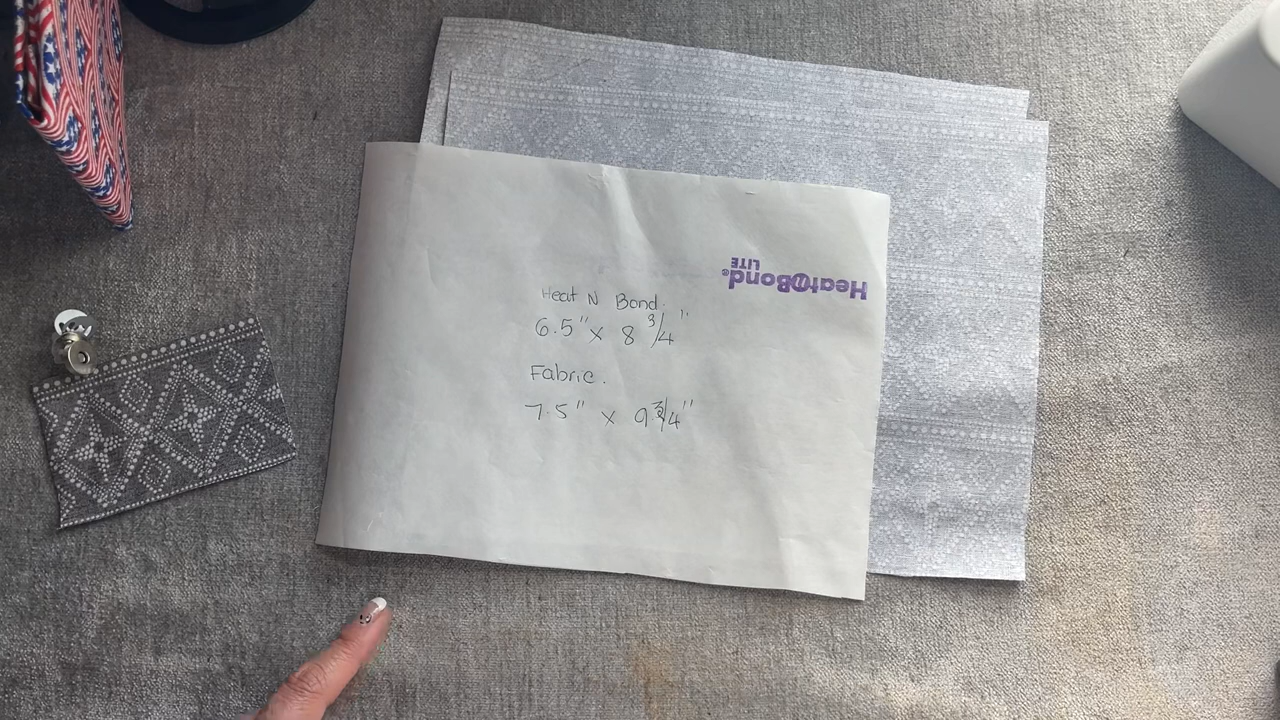 HeatnBond®
LITE
Heat N Bond.
6.5" x 8 3/4"
Fabric.
7.5" x 9 3/4"